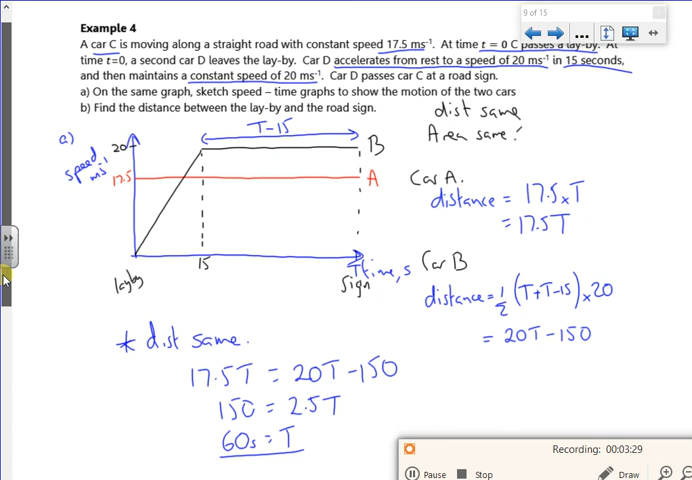 9 of 15
Example 4
A car C is moving along a straight road with constant speed 17.5 ms⁻¹. At time t = 0 C passes a lay-by. At
time t=0, a second car D leaves the lay-by. Car D accelerates from rest to a speed of 20 ms⁻¹ in 15 seconds,
and then maintains a constant speed of 20 ms⁻¹. Car D passes car C at a road sign.
a) On the same graph, sketch speed – time graphs to show the motion of the two cars
b) Find the distance between the lay-by and the road sign.
dist same
Area same!
a)
T-15
20
B
speed
ms⁻¹
17.5
A
Car A.
distance = 17.5 x T
= 17.5T
layby
15
T
time, s
sign
Car B
distance = 1/2 (T+T-15) x 20
= 20T - 150
* dist same.
17.5T = 20T - 150
150 = 2.5T
60s = T
Recording: 00:03:29
Pause
Stop
Draw